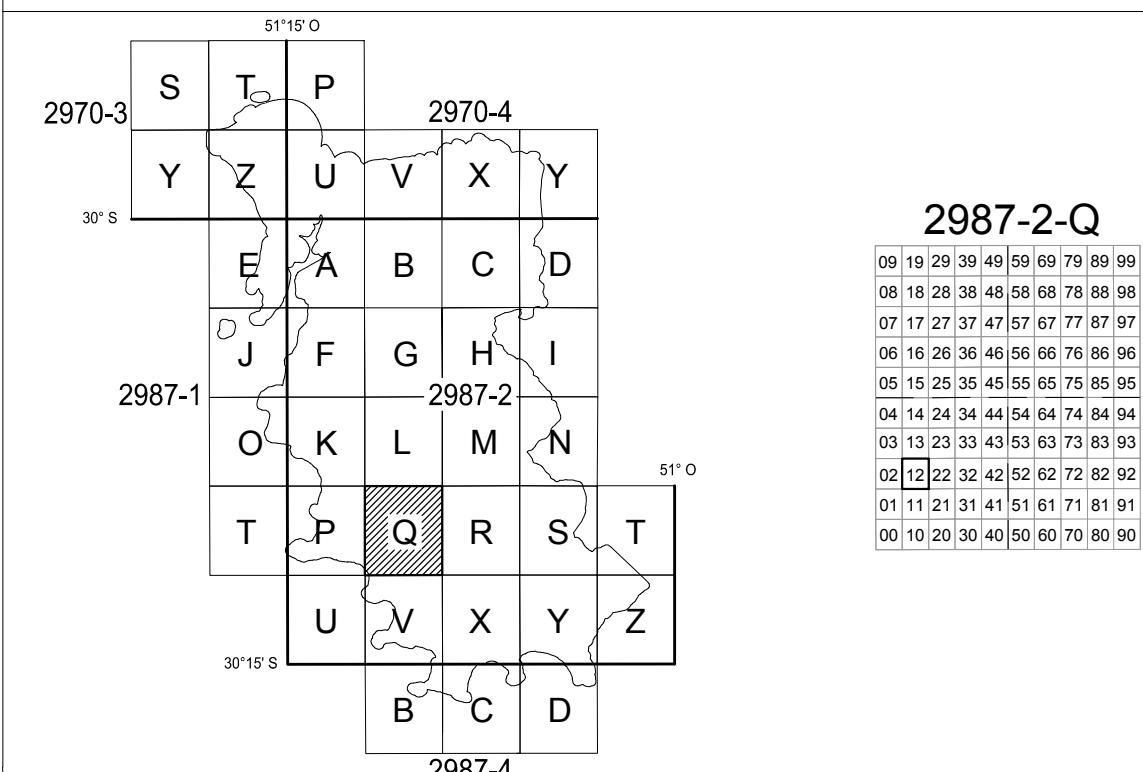 51°15' O
S T P
2970-3 2970-4
Y Z U V X Y
30° S
E A B C D
J F G H I
2987-1 2987-2
O K L M N
51° O
T P Q R S T
U V X Y Z
30°15' S
B C D
2987-4
2987-2-Q
09 19 29 39 49 59 69 79 89 99
08 18 28 38 48 58 68 78 88 98
07 17 27 37 47 57 67 77 87 97
06 16 26 36 46 56 66 76 86 96
05 15 25 35 45 55 65 75 85 95
04 14 24 34 44 54 64 74 84 94
03 13 23 33 43 53 63 73 83 93
02 12 22 32 42 52 62 72 82 92
01 11 21 31 41 51 61 71 81 91
00 10 20 30 40 50 60 70 80 90